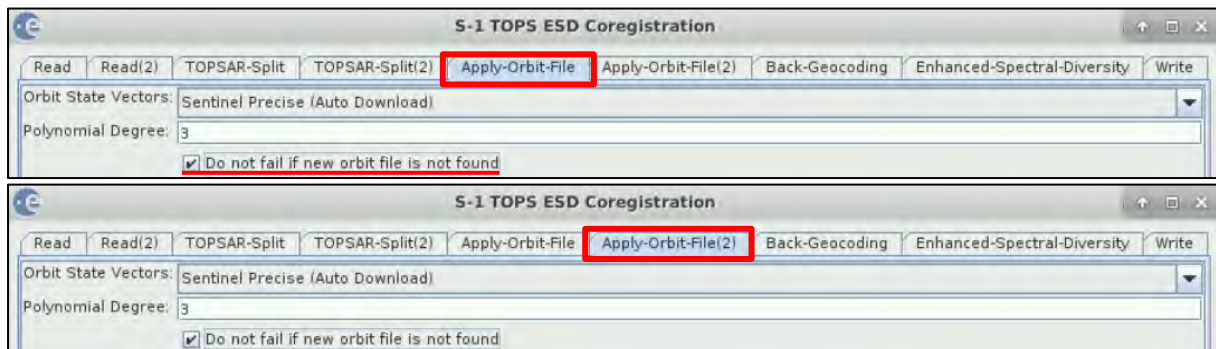 S-1 TOPS ESD Coregistration
Read Read(2) TOPSAR-Split TOPSAR-Split(2) Apply-Orbit-File Apply-Orbit-File(2) Back-Geocoding Enhanced-Spectral-Diversity Write
Orbit State Vectors: Sentinel Precise (Auto Download)
Polynomial Degree: 3
Do not fail if new orbit file is not found
S-1 TOPS ESD Coregistration
Read Read(2) TOPSAR-Split TOPSAR-Split(2) Apply-Orbit-File Apply-Orbit-File(2) Back-Geocoding Enhanced-Spectral-Diversity Write
Orbit State Vectors: Sentinel Precise (Auto Download)
Polynomial Degree: 3
Do not fail if new orbit file is not found